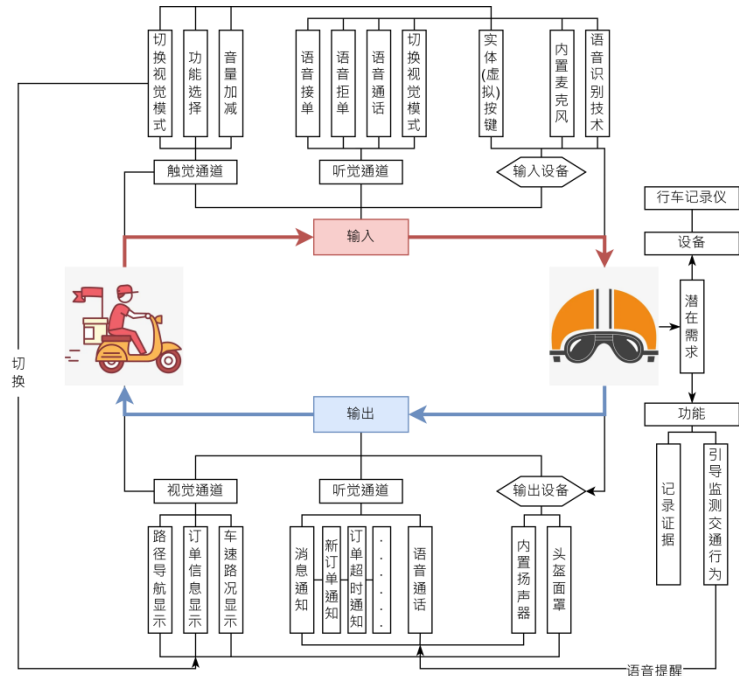 切换视觉模式
功能选择
音量加减
语音接单
语音拒单
语音通话
切换视觉模式
实体(虚拟)按键
内置麦克风
语音识别技术
触觉通道
听觉通道
输入设备
行车记录仪
输入
设备
潜在需求
切换
输出
功能
视觉通道
听觉通道
输出设备
记录证据
引导监测交通行为
路径导航显示
订单信息显示
车速路况显示
消息通知
新订单通知
订单超时通知
......
语音通话
内置扬声器
头盔面罩
语音提醒